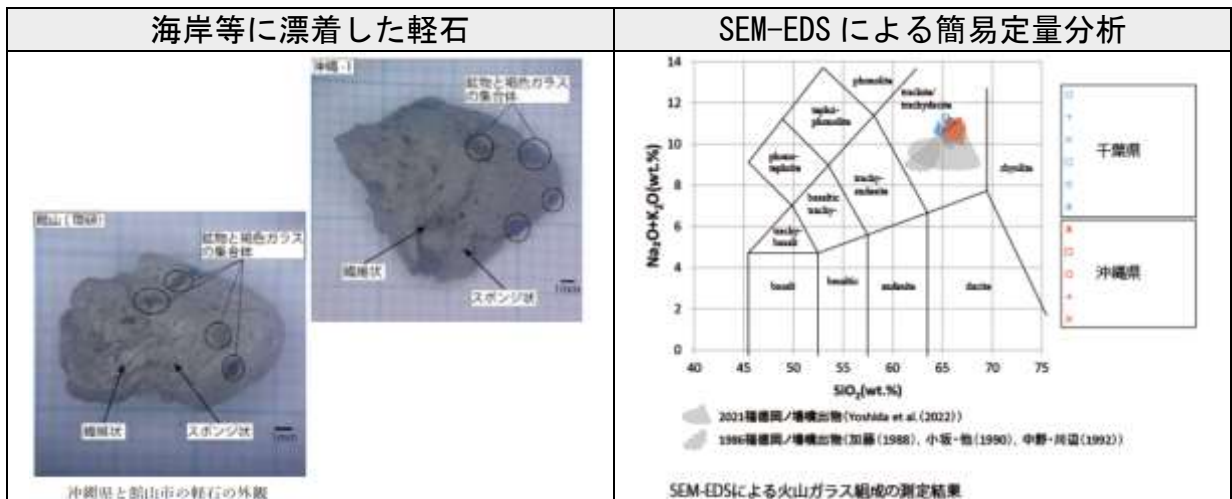 海岸等に漂着した軽石
SEM-EDSによる簡易定量分析
沖縄-1
鉱物と褐色ガラス
の集合体
繊維状
スポンジ状
1mm
館山
鉱物と褐色ガラス
の集合体
繊維状
スポンジ状
1mm
沖縄県と館山市の軽石の外観
Na₂O+K₂O(wt.%)
14
12
10
8
6
4
2
0
40 45 50 55 60 65 70 75
SiO₂(wt.%)
phonolite
tephri-
phonolite
trachyte/
trachydacite
phono-
tephrite
trachy-
andesite
basaltic
trachy-
trachy-
basalt
rhyolite
basalt
basaltic
andesite
dacite
千葉県
沖縄県
2021福徳岡ノ場噴出物(Yoshida et al.(2022))
1986福徳岡ノ場噴出物(加藤(1988)、小坂・他(1990)、中野・川辺(1992))
SEM-EDSによる火山ガラス組成の測定結果